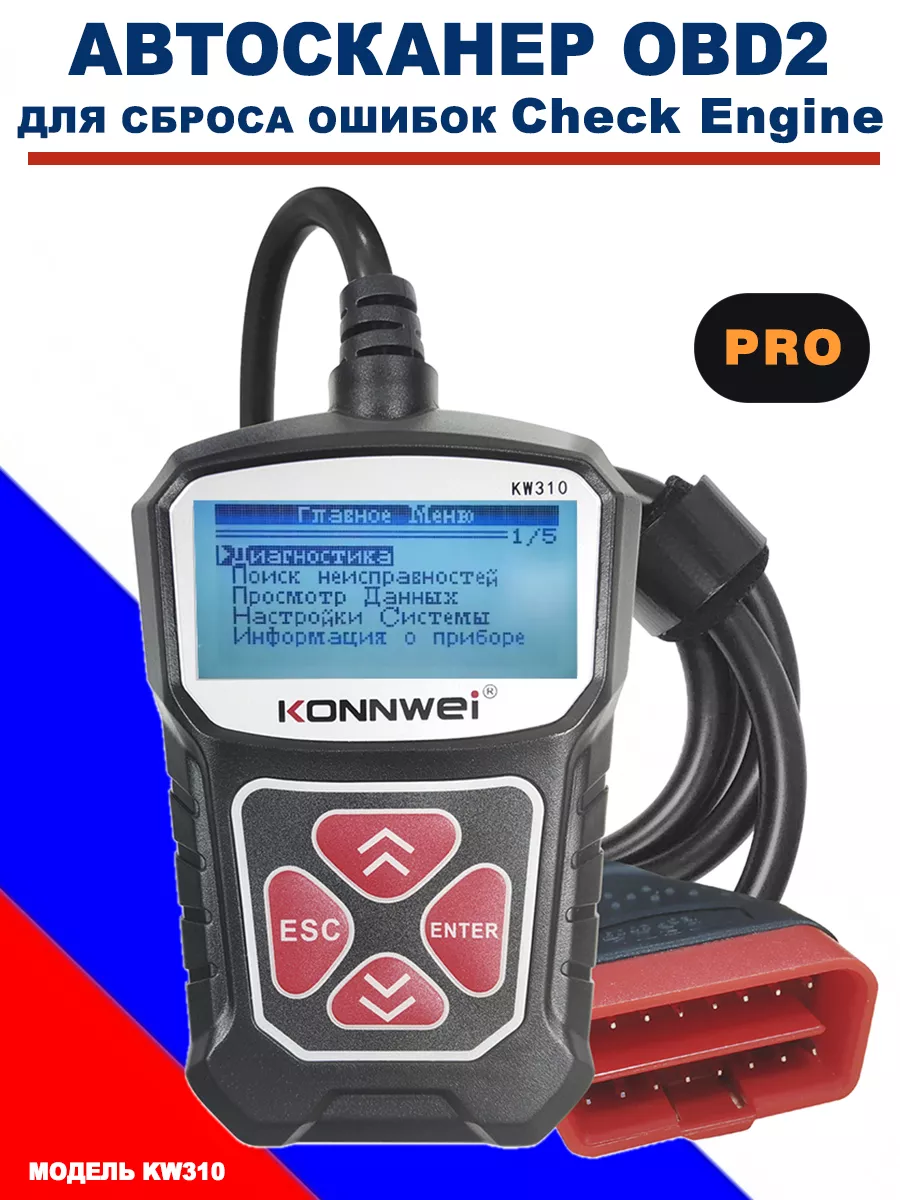 АВТОСКАНЕР OBD2
ДЛЯ СБРОСА ОШИБОК Check Engine
PRO
KW310
Главное Меню
1/5
Диагностика
Поиск неисправностей
Просмотр Данных
Настройки Системы
Информация о приборе
KONNWEI®
ESC
ENTER
МОДЕЛЬ KW310